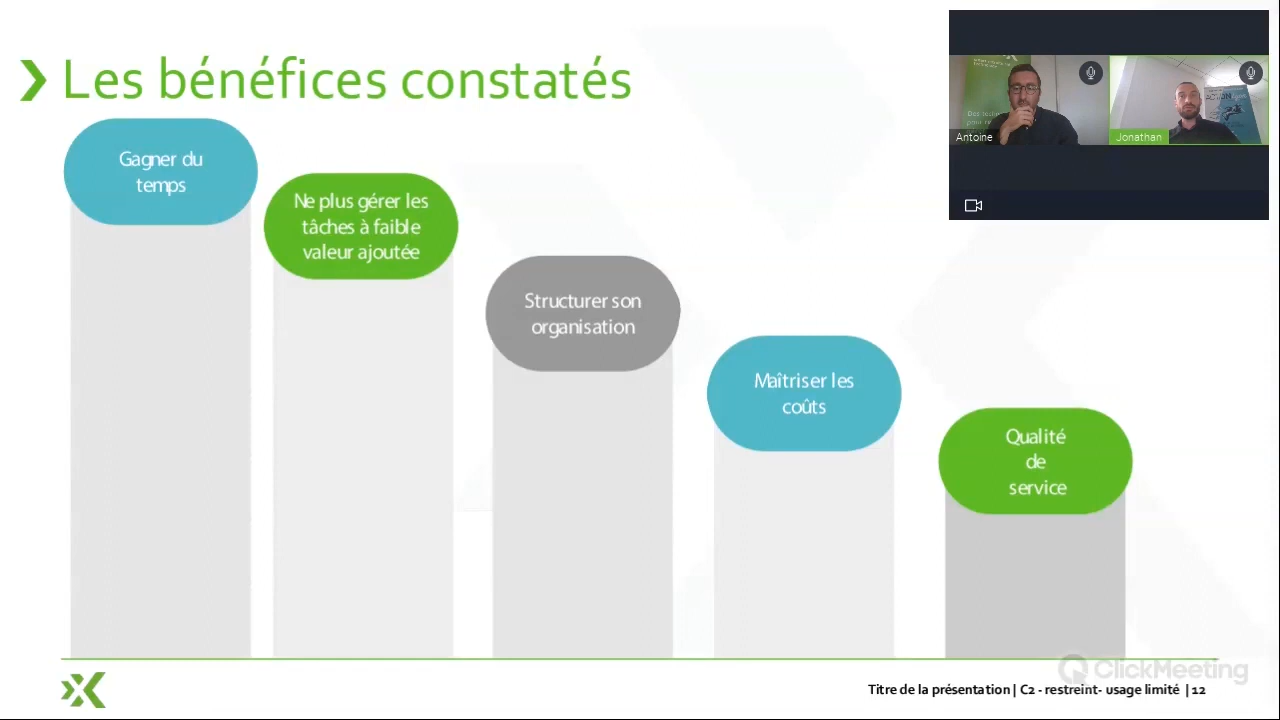 Les bénéfices constatés
Gagner du
temps
Ne plus gérer les
tâches à faible
valeur ajoutée
Structurer son
organisation
Maîtriser les
coûts
Qualité
de
service
Antoine
Jonathan
ClickMeeting
Titre de la présentation | C2 - restreint- usage limité | 12